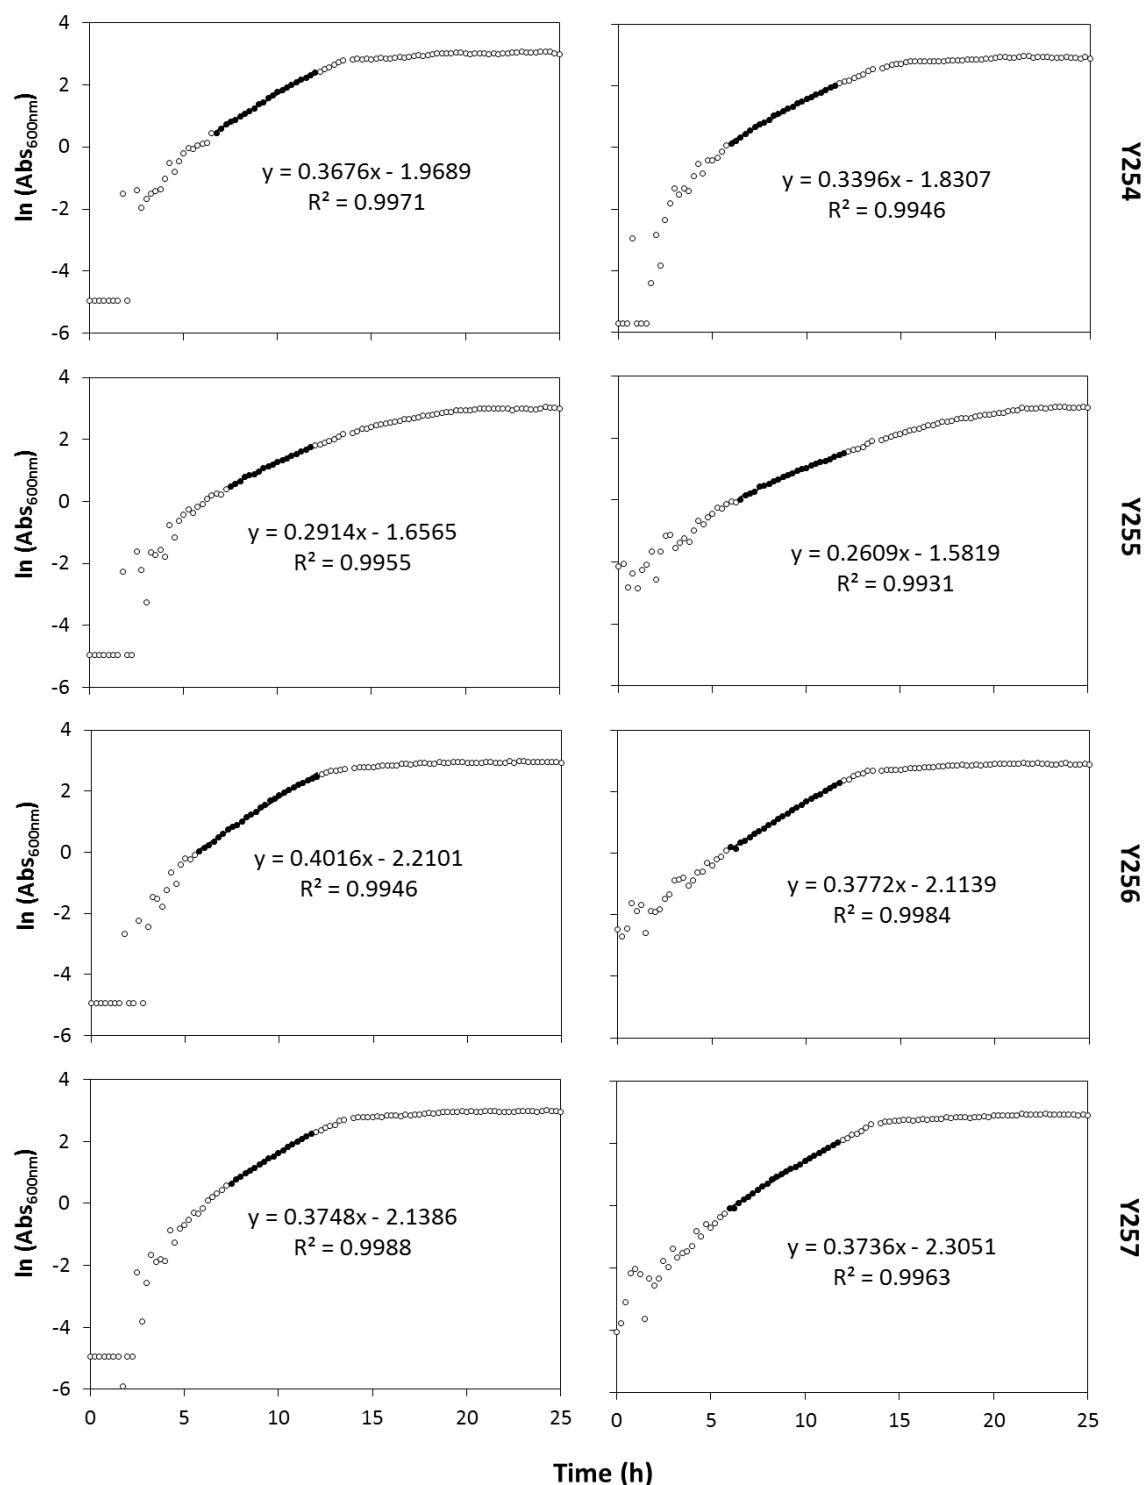 4
2
0
-2
-4
-6
ln (Abs600nm)
y = 0.3676x - 1.9689
R² = 0.9971
y = 0.3396x - 1.8307
R² = 0.9946
Y254
4
2
0
-2
-4
-6
ln (Abs600nm)
y = 0.2914x - 1.6565
R² = 0.9955
y = 0.2609x - 1.5819
R² = 0.9931
Y255
4
2
0
-2
-4
-6
ln (Abs600nm)
y = 0.4016x - 2.2101
R² = 0.9946
y = 0.3772x - 2.1139
R² = 0.9984
Y256
4
2
0
-2
-4
-6
ln (Abs600nm)
y = 0.3748x - 2.1386
R² = 0.9988
y = 0.3736x - 2.3051
R² = 0.9963
Y257
0 5 10 15 20 25
0 5 10 15 20 25
Time (h)